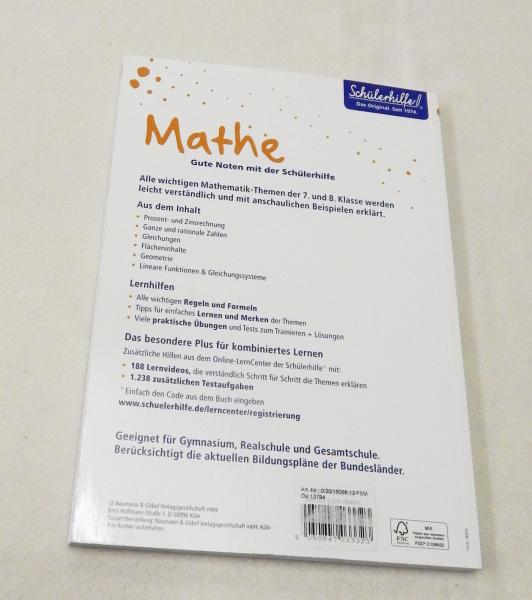 Schülerhilfe!
Das Original. Seit 1974.
Mathe
Gute Noten mit der Schülerhilfe
Alle wichtigen Mathematik-Themen der 7. und 8. Klasse werden
leicht verständlich und mit anschaulichen Beispielen erklärt.
Aus dem Inhalt
• Prozent- und Zinsrechnung
• Ganze und rationale Zahlen
• Gleichungen
• Flächeninhalte
• Geometrie
• Lineare Funktionen & Gleichungssysteme
Lernhilfen
• Alle wichtigen Regeln und Formeln
• Tipps für einfaches Lernen und Merken der Themen
• Viele praktische Übungen und Tests zum Trainieren + Lösungen
Das besondere Plus für kombiniertes Lernen
Zusätzliche Hilfen aus dem Online-LernCenter der Schülerhilfe* mit:
• 188 Lernvideos, die verständlich Schritt für Schritt die Themen erklären
• 1.238 zusätzlichen Testaufgaben
* Einfach den Code aus dem Buch eingeben
www.schuelerhilfe.de/lerncenter/registrierung
Geeignet für Gymnasium, Realschule und Gesamtschule.
Berücksichtigt die aktuellen Bildungspläne der Bundesländer.
© Naumann & Göbel Verlagsgesellschaft mbH
Emil-Hoffmann-Straße 1, D-50996 Köln
Gesamtherstellung: Naumann & Göbel Verlagsgesellschaft mbH, Köln
Alle Rechte vorbehalten
OV 13794
FSC
MIX
Papier aus verantwor-
tungsvollen Quellen